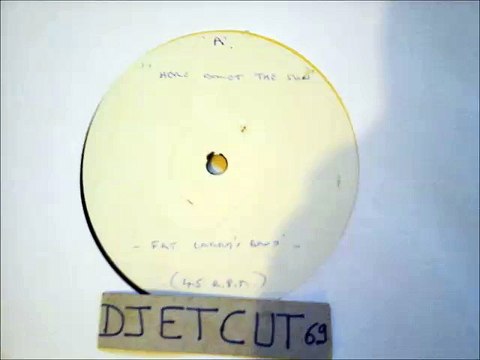 'A'.
" HERE COMES THE SUN"
- FAT LARRY'S BAND' -
(45 R.P.M)
DJETCUT69